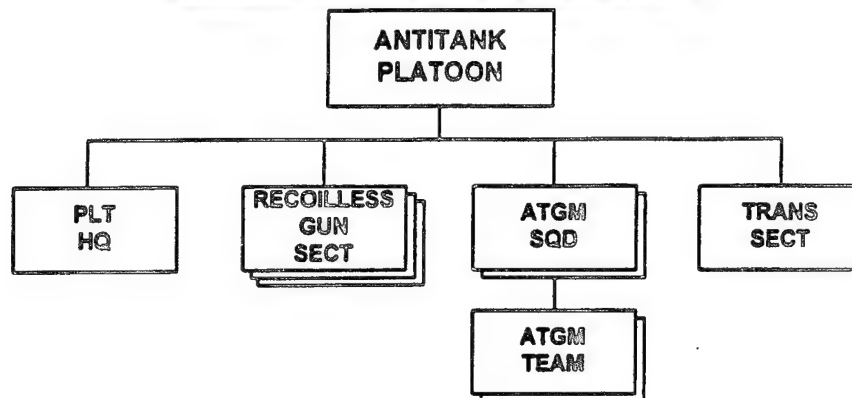 ANTITANK
PLATOON
PLT
HQ
RECOILLESS
GUN
SECT
ATGM
SQD
TRANS
SECT
ATGM
TEAM